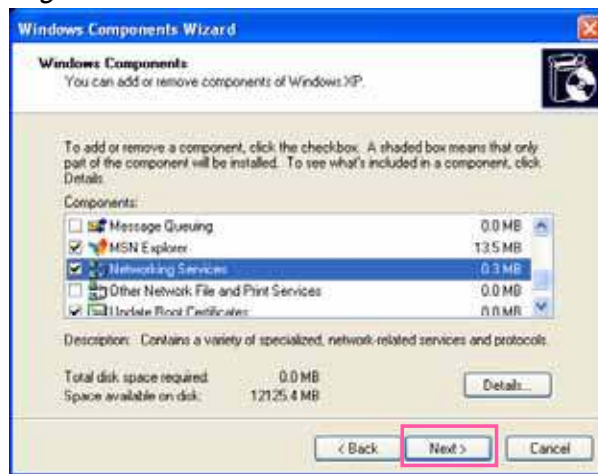 Windows Components Wizard
Windows Components
You can add or remove components of Windows XP.
To add or remove a component, click the checkbox. A shaded box means that only
part of the component will be installed. To see what's included in a component, click
Details.
Components:
Message Queuing 0.0 MB
MSN Explorer 13.5 MB
Networking Services 0.3 MB
Other Network File and Print Services 0.0 MB
Update Root Certificates 0.0 MB
Description: Contains a variety of specialized, network-related services and protocols.
Total disk space required: 0.0 MB
Space available on disk: 12125.4 MB
Details...
< Back Next > Cancel